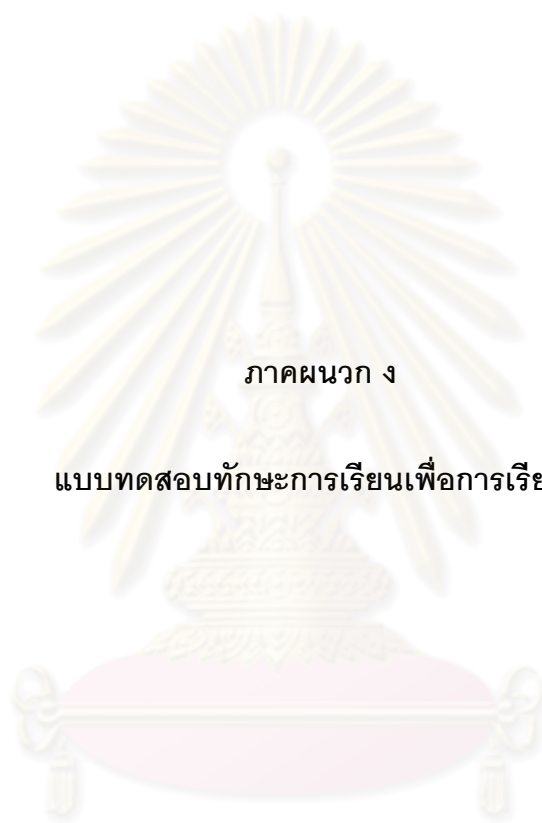 ภาคผนวก ง
แบบทดสอบทักษะการเรียนเพื่อการเรี